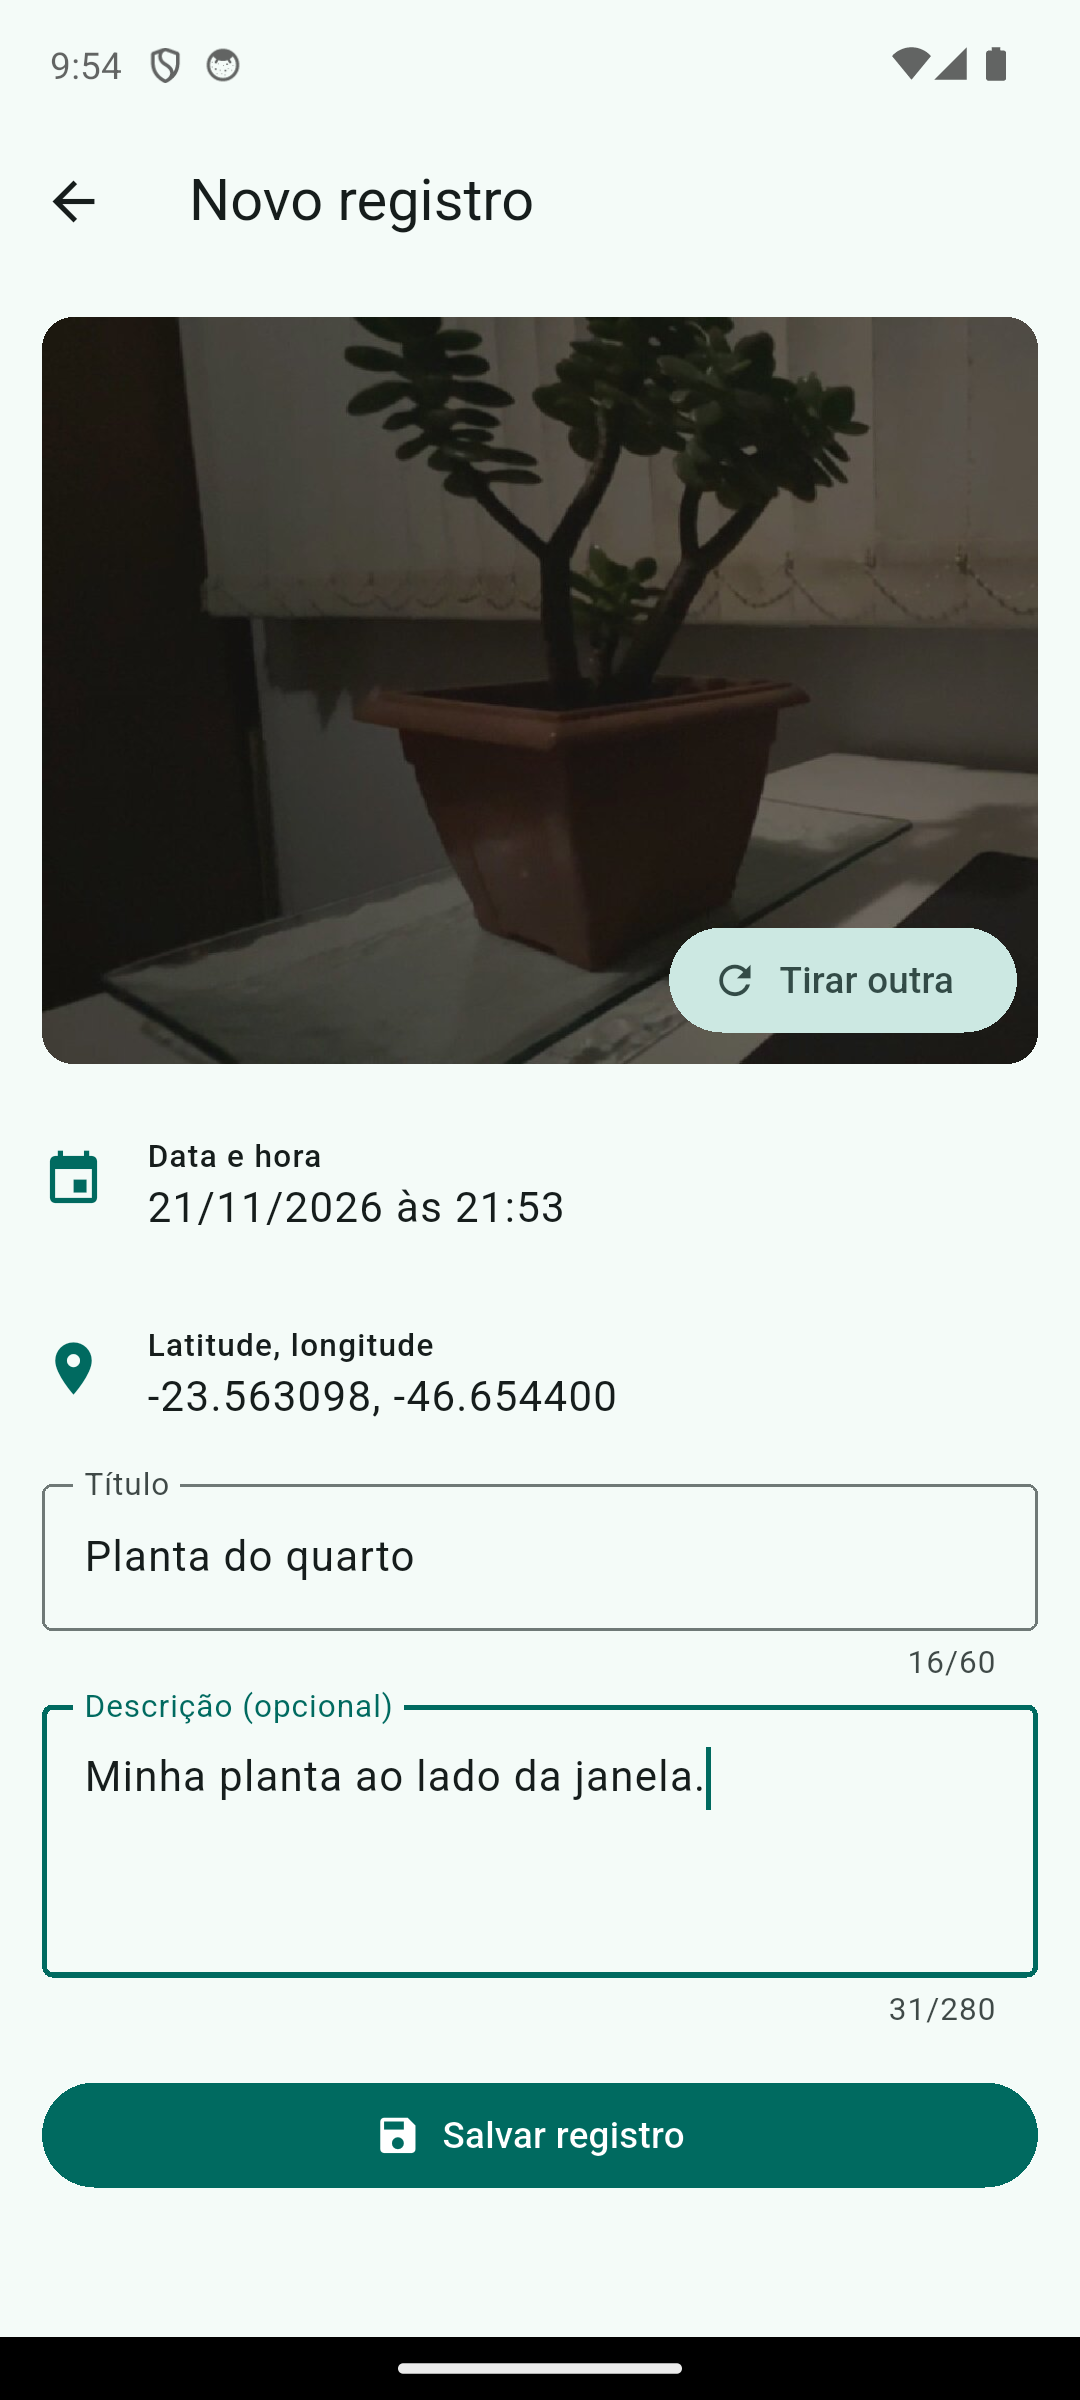 9:54
Novo registro
Tirar outra
Data e hora
21/11/2026 às 21:53
Latitude, longitude
-23.563098, -46.654400
Título
Planta do quarto
16/60
Descrição (opcional)
Minha planta ao lado da janela.
31/280
Salvar registro